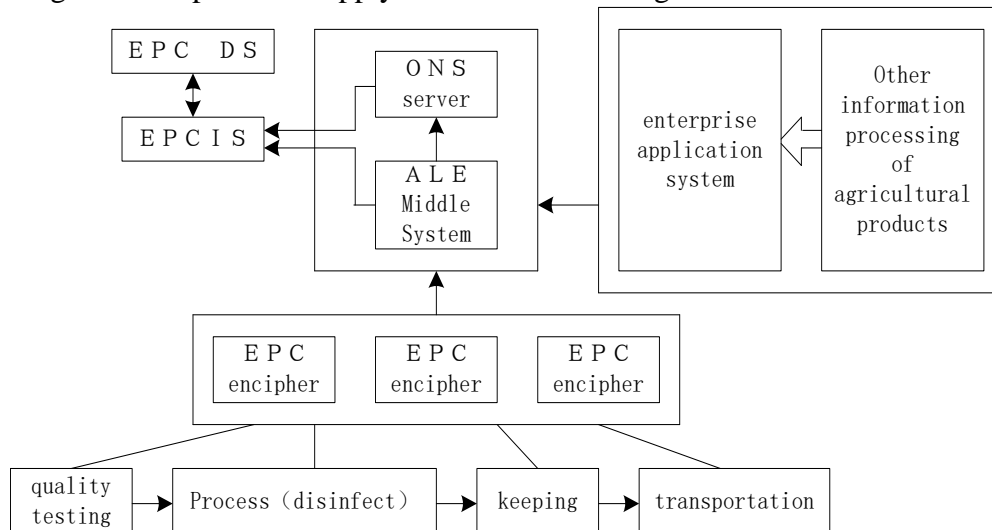 EPC DS
EPCIS
ONS
server
ALE
Middle
System
enterprise
application
system
Other
information
processing
of
agricultural
products
EPC
encipher
EPC
encipher
EPC
encipher
quality
testing
Process（disinfect）
keeping
transportation